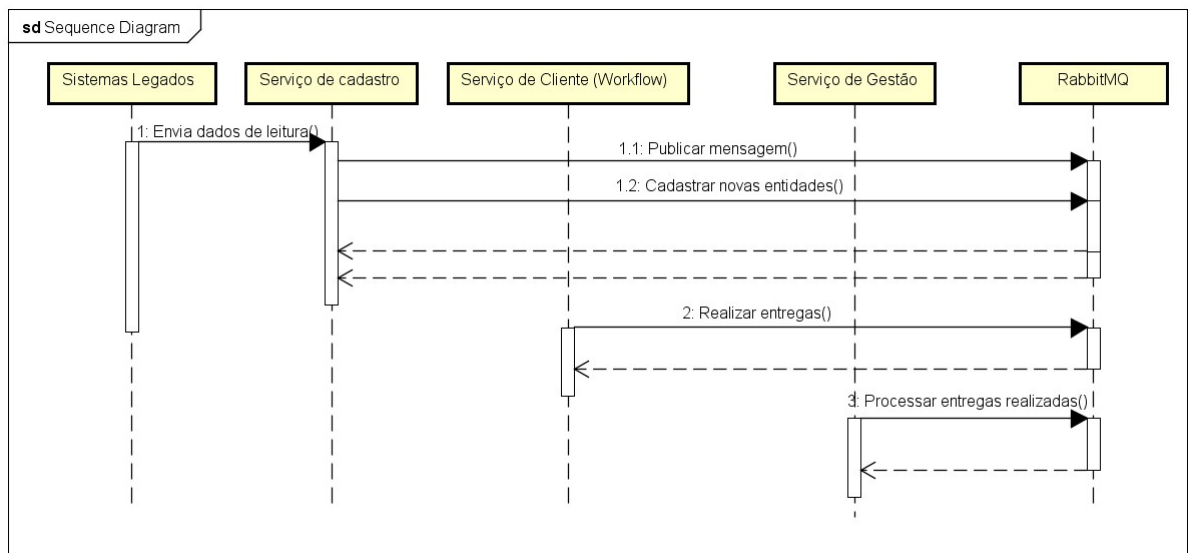 sd Sequence Diagram
Sistemas Legados
Serviço de cadastro
Serviço de Cliente (Workflow)
Serviço de Gestão
RabbitMQ
1: Envia dados de leitura()
1.1: Publicar mensagem()
1.2: Cadastrar novas entidades()
2: Realizar entregas()
3: Processar entregas realizadas()